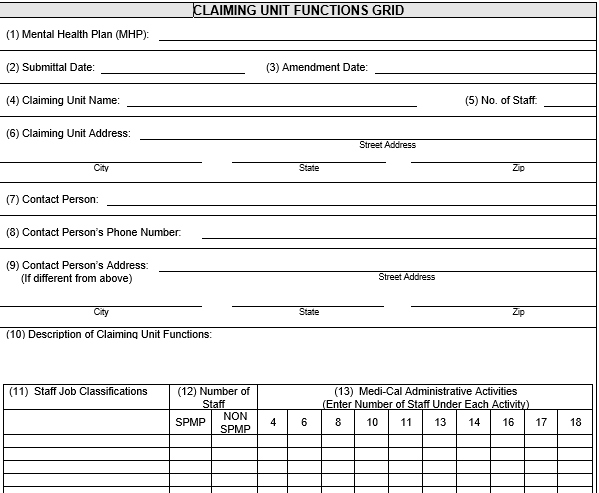 CLAIMING UNIT FUNCTIONS GRID
(1) Mental Health Plan (MHP):
(2) Submittal Date: (3) Amendment Date:
(4) Claiming Unit Name: (5) No. of Staff:
(6) Claiming Unit Address:
Street Address
City State Zip
(7) Contact Person:
(8) Contact Person's Phone Number:
(9) Contact Person's Address:
(If different from above) Street Address
City State Zip
(10) Description of Claiming Unit Functions:
(11) Staff Job Classifications (12) Number of Staff (13) Medi-Cal Administrative Activities
(Enter Number of Staff Under Each Activity)
SPMP NON SPMP 4 6 8 10 11 13 14 16 17 18